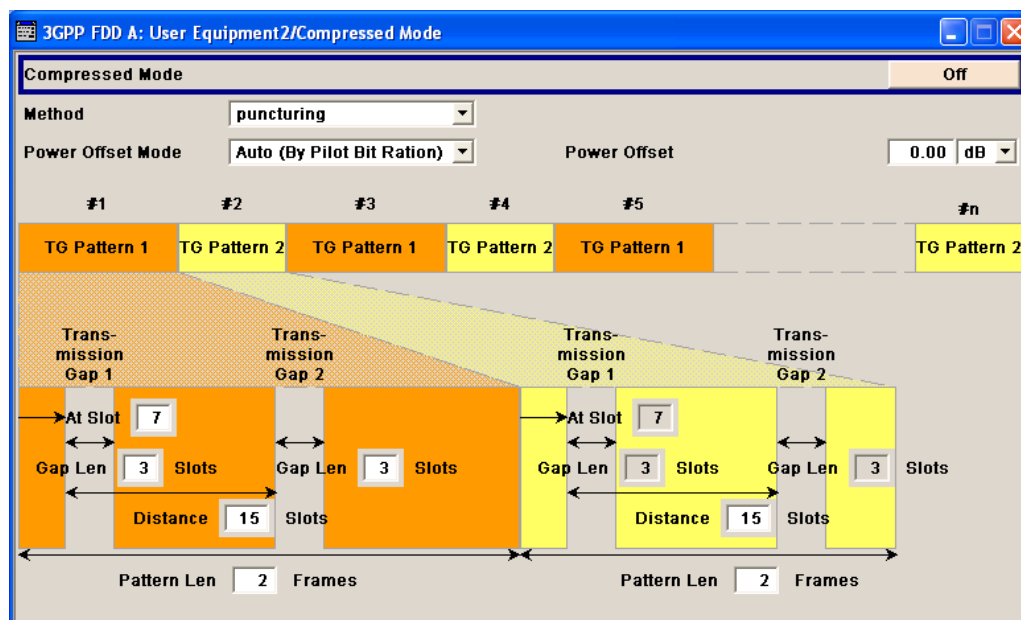 3GPP FDD A: User Equipment2/Compressed Mode
Compressed Mode Off
Method puncturing
Power Offset Mode Auto (By Pilot Bit Ration) Power Offset 0.00 dB
#1 #2 #3 #4 #5 #n
TG Pattern 1 TG Pattern 2 TG Pattern 1 TG Pattern 2 TG Pattern 1 TG Pattern 2
Trans-
mission
Gap 1
Trans-
mission
Gap 2
Trans-
mission
Gap 1
Trans-
mission
Gap 2
At Slot 7 At Slot 7
Gap Len 3 Slots Gap Len 3 Slots Gap Len 3 Slots Gap Len 3 Slots
Distance 15 Slots Distance 15 Slots
Pattern Len 2 Frames Pattern Len 2 Frames